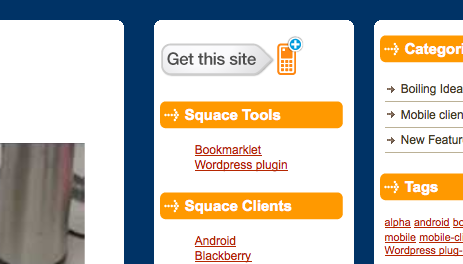 Get this site
Squace Tools
Bookmarklet
Wordpress plugin
Squace Clients
Android
Blackberry
Boiling Idea
Mobile clien
New Featur
Tags
alpha android bo
mobile mobile-cl
Wordpress plug-